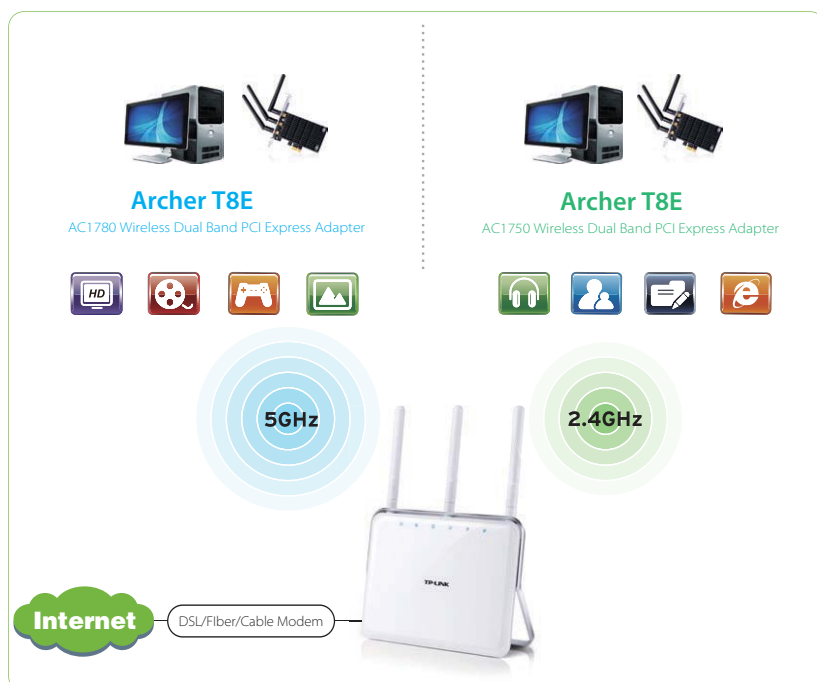 Archer T8E
AC1780 Wireless Dual Band PCI Express Adapter
Archer T8E
AC1750 Wireless Dual Band PCI Express Adapter
HD
5GHz
2.4GHz
TP-LINK
Internet
DSL/FIber/Cable Modem